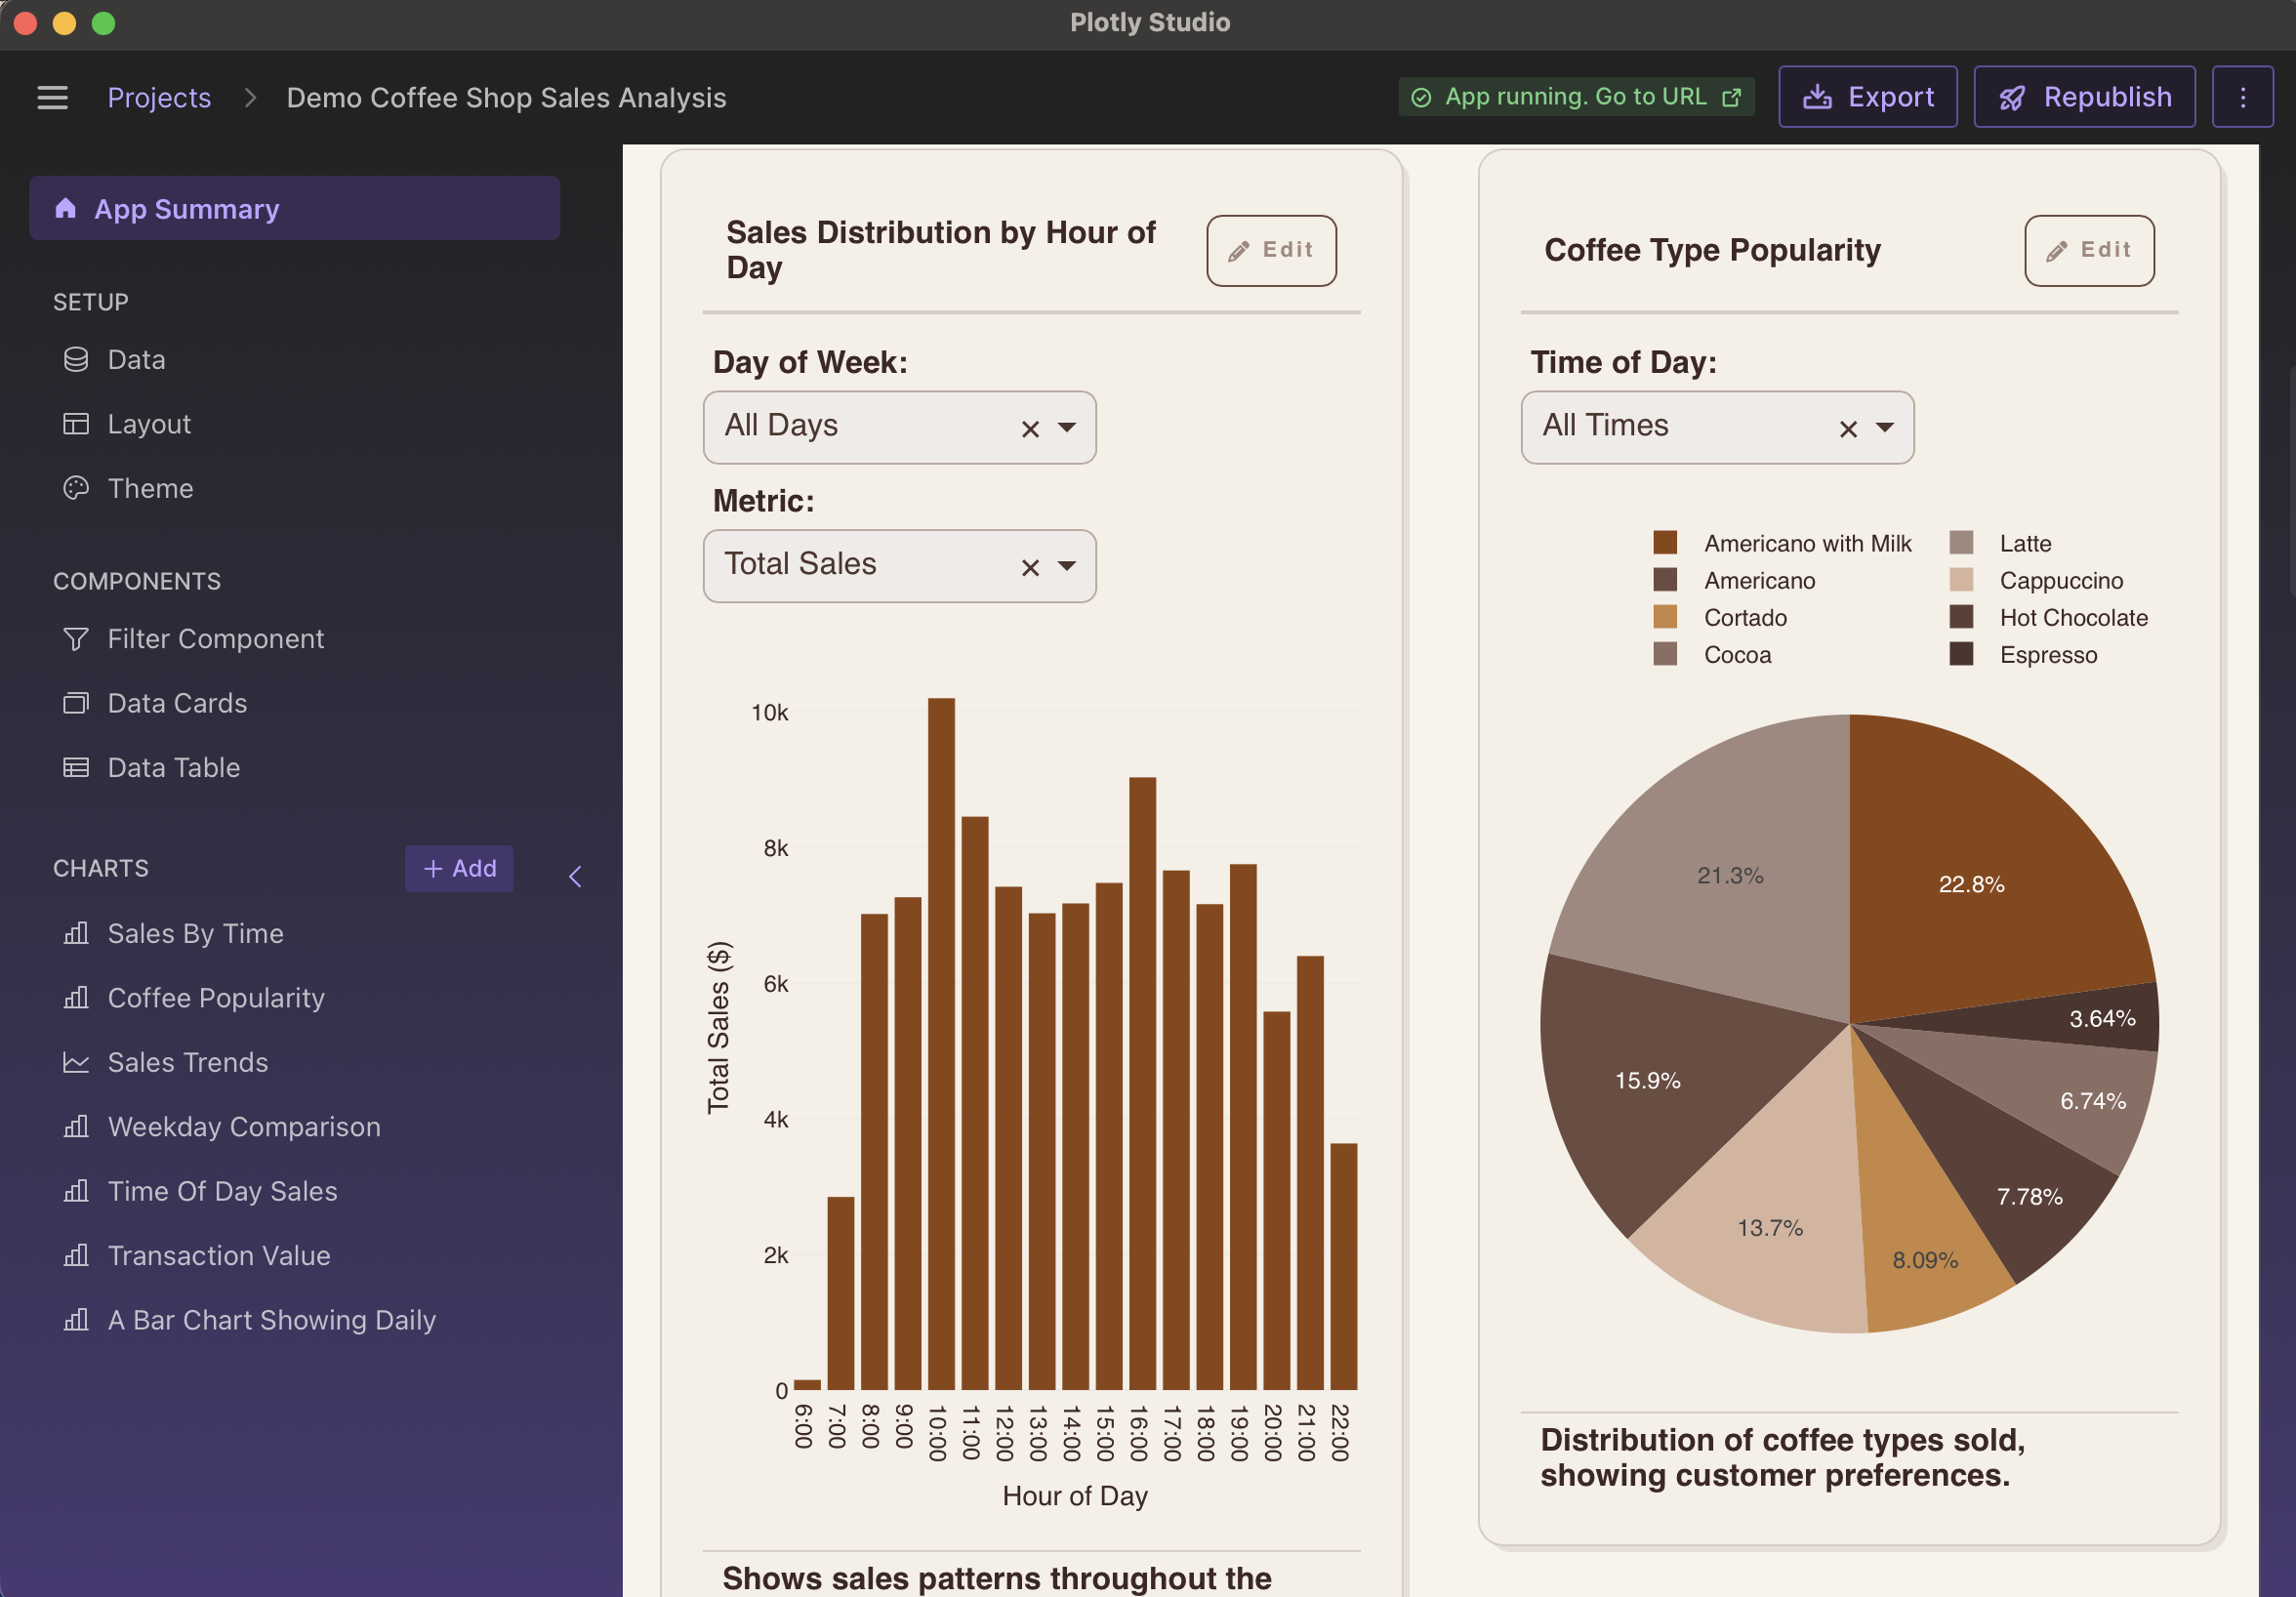 Plotly Studio
Projects
Demo Coffee Shop Sales Analysis
App running. Go to URL
Export
Republish
App Summary
SETUP
Data
Layout
Theme
COMPONENTS
Filter Component
Data Cards
Data Table
CHARTS
+ Add
Sales By Time
Coffee Popularity
Sales Trends
Weekday Comparison
Time Of Day Sales
Transaction Value
A Bar Chart Showing Daily
Sales Distribution by Hour of
Day
Edit
Day of Week:
All Days
Metric:
Total Sales
10k
8k
6k
4k
2k
0
Total Sales ($)
6:00
7:00
8:00
9:00
10:00
11:00
12:00
13:00
14:00
15:00
16:00
17:00
18:00
19:00
20:00
21:00
22:00
Hour of Day
Shows sales patterns throughout the
Coffee Type Popularity
Edit
Time of Day:
All Times
Americano with Milk
Latte
Americano
Cappuccino
Cortado
Hot Chocolate
Cocoa
Espresso
21.3%
22.8%
3.64%
15.9%
6.74%
7.78%
13.7%
8.09%
Distribution of coffee types sold,
showing customer preferences.